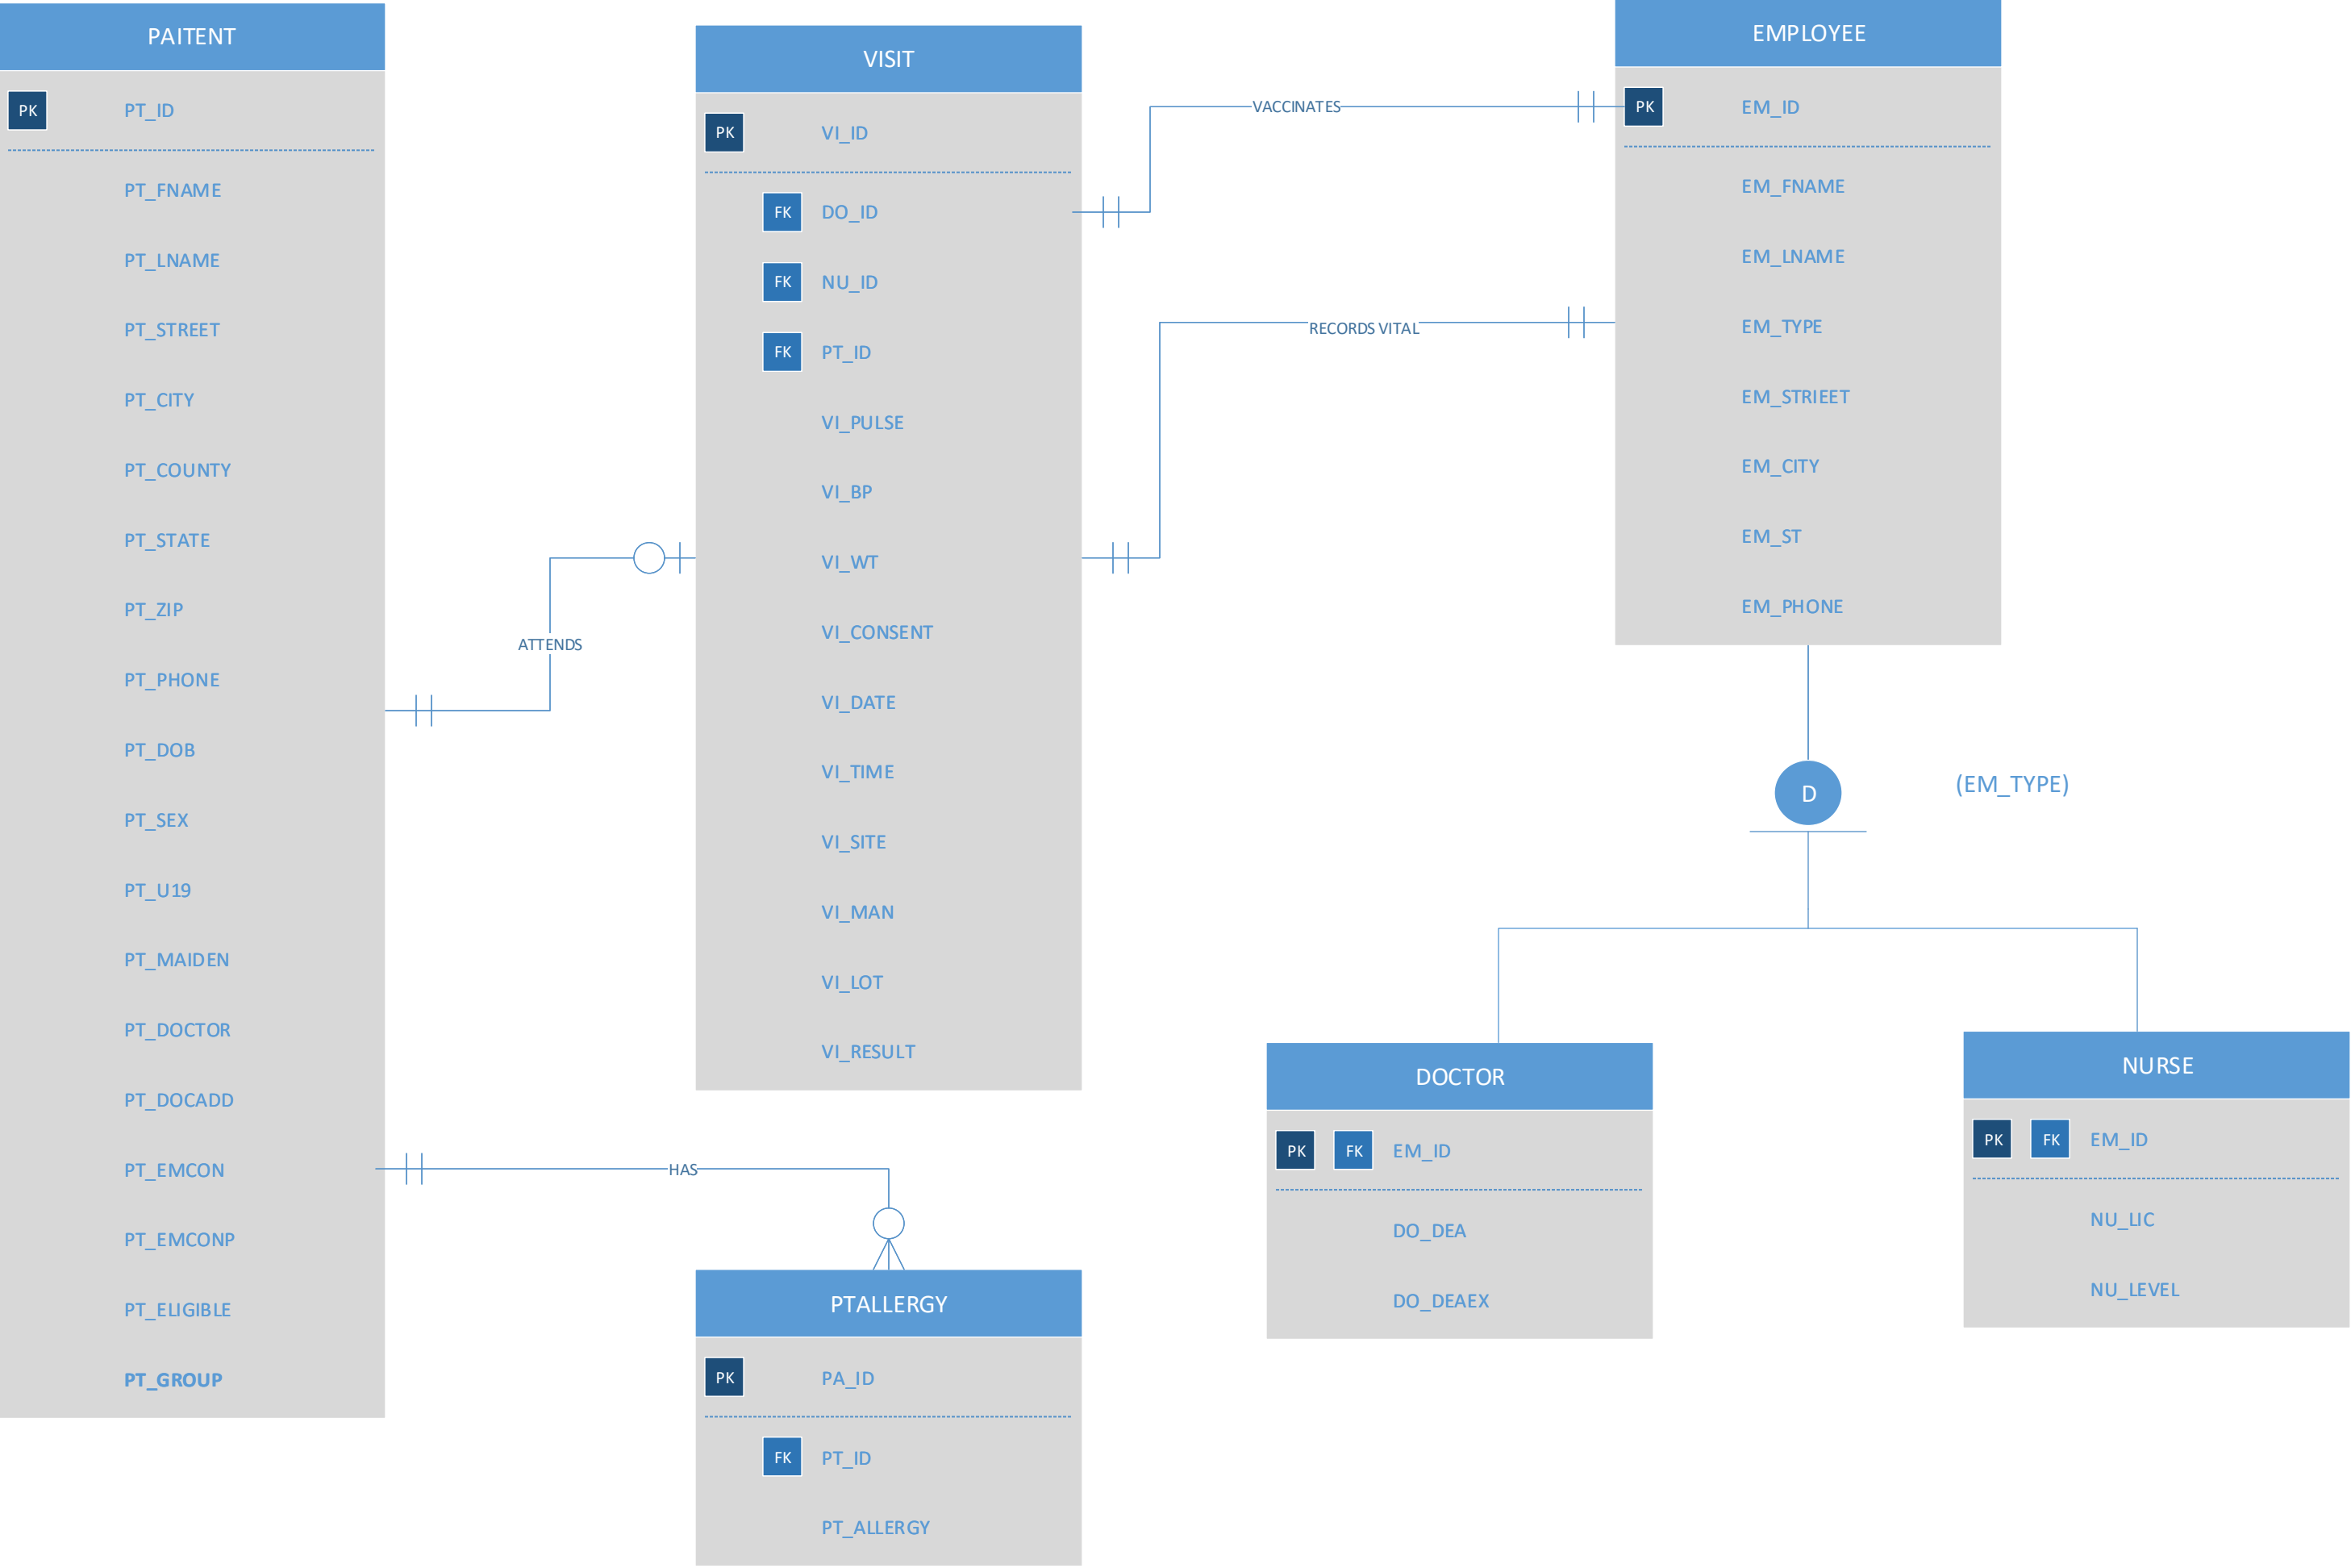 PAITENT
PK PT_ID
PT_FNAME
PT_LNAME
PT_STREET
PT_CITY
PT_COUNTY
PT_STATE
PT_ZIP
PT_PHONE
PT_DOB
PT_SEX
PT_U19
PT_MAIDEN
PT_DOCTOR
PT_DOCADD
PT_EMCON
PT_EMCONP
PT_ELIGIBLE
PT_GROUP
ATTENDS
HAS
VISIT
PK VI_ID
FK DO_ID
FK NU_ID
FK PT_ID
VI_PULSE
VI_BP
VI_WT
VI_CONSENT
VI_DATE
VI_TIME
VI_SITE
VI_MAN
VI_LOT
VI_RESULT
PTALLERGY
PK PA_ID
FK PT_ID
PT_ALLERGY
VACCINATES
RECORDS VITAL
EMPLOYEE
PK EM_ID
EM_FNAME
EM_LNAME
EM_TYPE
EM_STRIEET
EM_CITY
EM_ST
EM_PHONE
D
(EM_TYPE)
DOCTOR
PK FK EM_ID
DO_DEA
DO_DEAEX
NURSE
PK FK EM_ID
NU_LIC
NU_LEVEL